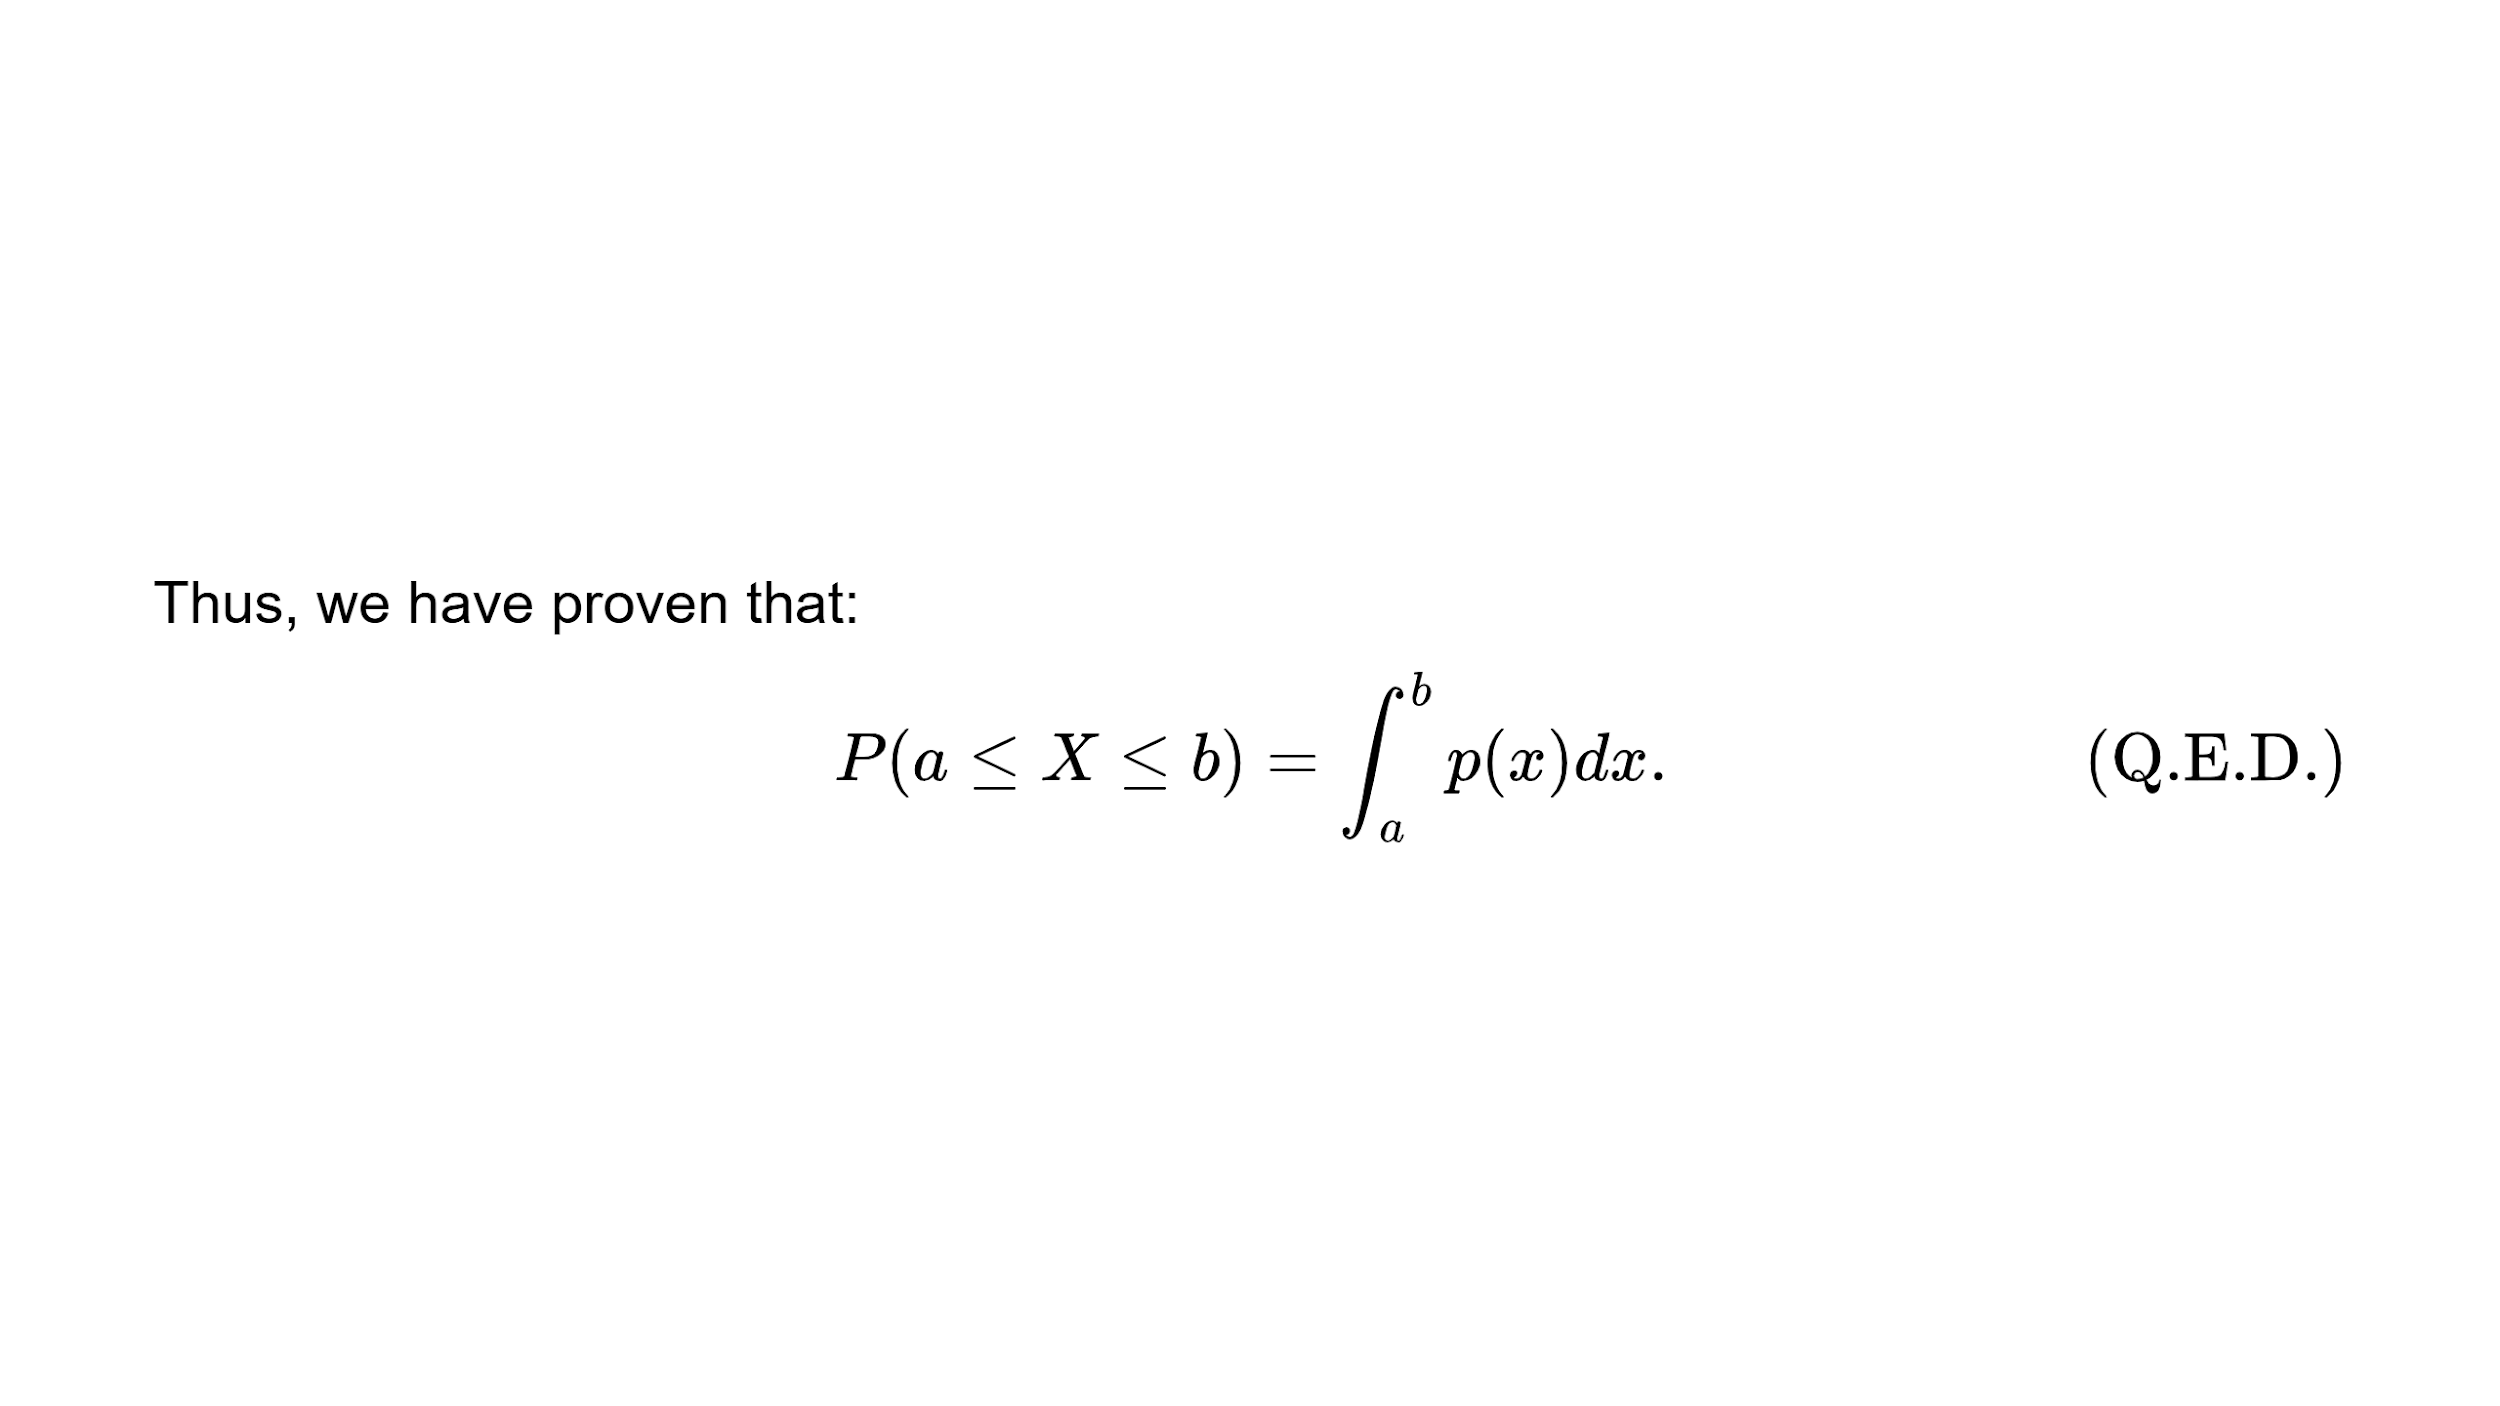 Thus, we have proven that:
P(a ≤ X ≤ b) = ∫_a^b p(x)dx. (Q.E.D.)